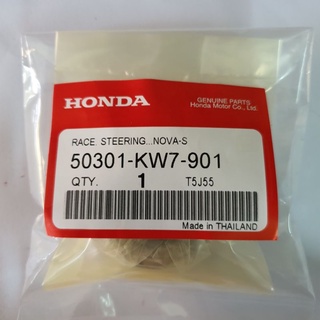 HONDA
GENUINE PARTS
Honda Motor Co., Ltd.
RACE. STEERING...NOVA-S
50301-KW7-901
QTY. 1 T5J55
Made in THAILAND